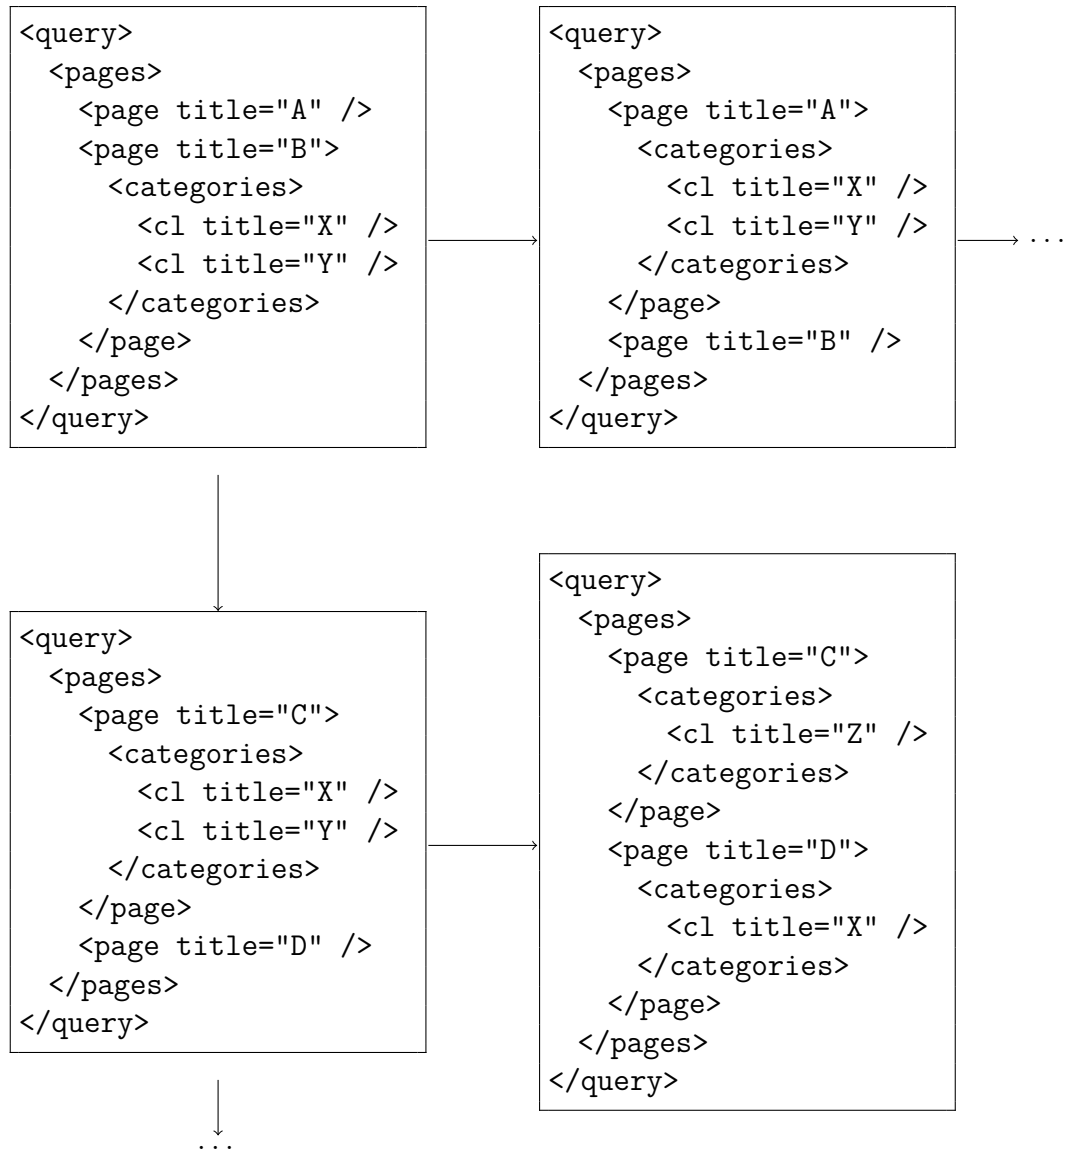 <query>
  <pages>
    <page title="A" />
    <page title="B">
      <categories>
        <cl title="X" />
        <cl title="Y" />
      </categories>
    </page>
  </pages>
</query>
<query>
  <pages>
    <page title="A">
      <categories>
        <cl title="X" />
        <cl title="Y" />
      </categories>
    </page>
    <page title="B" />
  </pages>
</query>
...
<query>
  <pages>
    <page title="C">
      <categories>
        <cl title="X" />
        <cl title="Y" />
      </categories>
    </page>
    <page title="D" />
  </pages>
</query>
<query>
  <pages>
    <page title="C">
      <categories>
        <cl title="Z" />
      </categories>
    </page>
    <page title="D">
      <categories>
        <cl title="X" />
      </categories>
    </page>
  </pages>
</query>
...